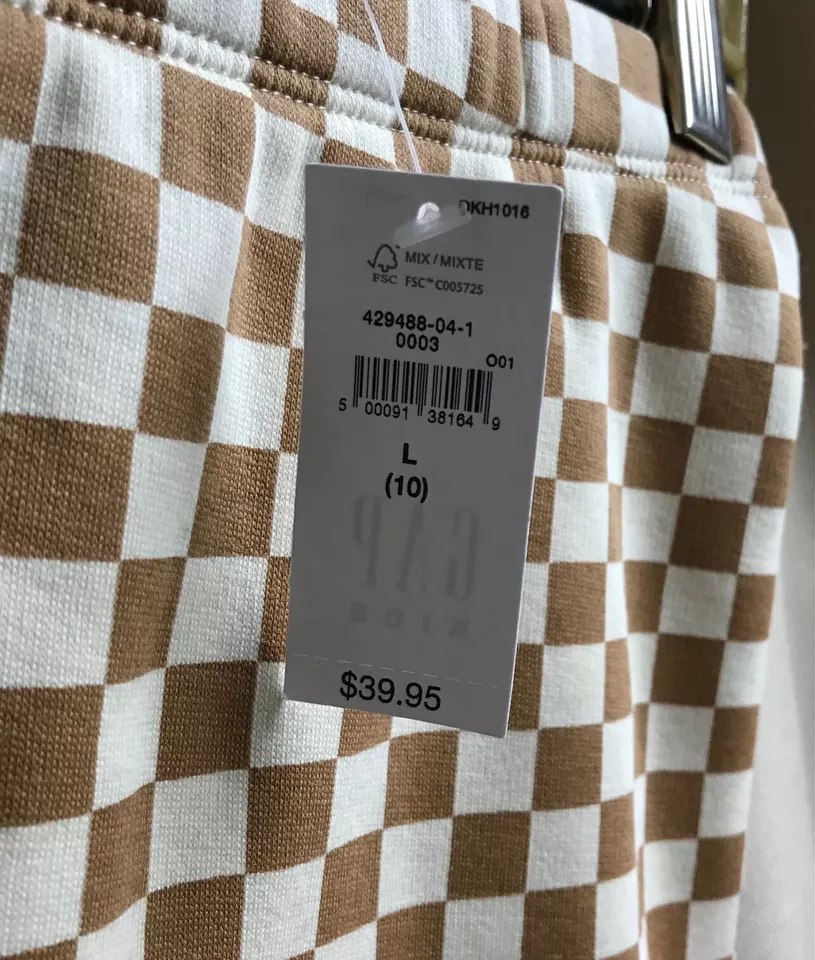 DKH1016
MIX / MIXTE
FSC FSC™ C005725
429488-04-1
0003
O01
5 00091 38164 9
L
(10)
GAP
KIDS
$39.95